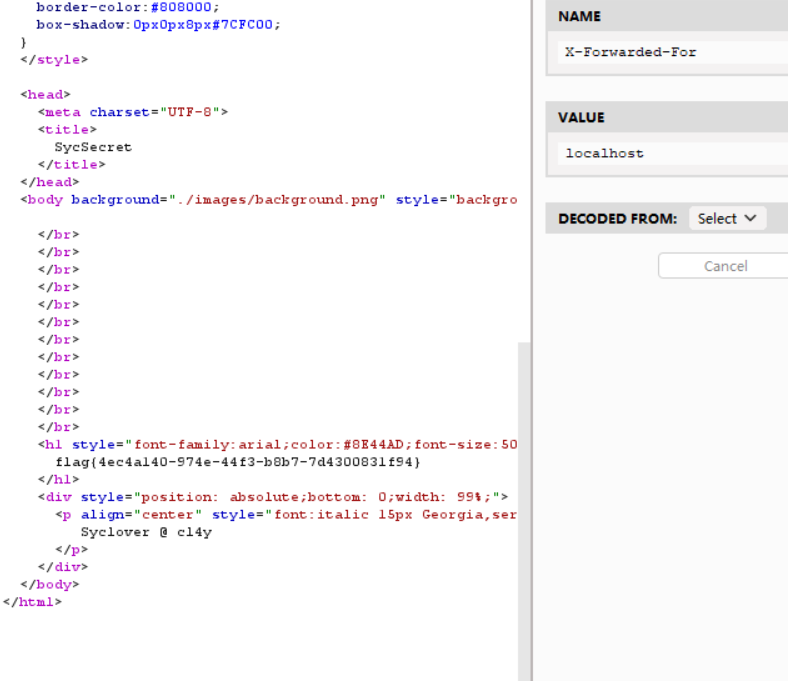 border-color:#808000;
box-shadow:0px0px8px#7CFC00;
}
</style>
<head>
<meta charset="UTF-8">
<title>
SycSecret
</title>
</head>
<body background="./images/background.png" style="backgro
</br>
</br>
</br>
</br>
</br>
</br>
</br>
</br>
</br>
</br>
</br>
</br>
<h1 style="font-family:arial;color:#8E44AD;font-size:50
flag{4ec4a140-974e-44f3-b8b7-7d4300831f94}
</h1>
<div style="position: absolute;bottom: 0;width: 99%;">
<p align="center" style="font:italic 15px Georgia,ser
Syclover @ cl4y
</p>
</div>
</body>
</html>
NAME
X-Forwarded-For
VALUE
localhost
DECODED FROM: Select
Cancel